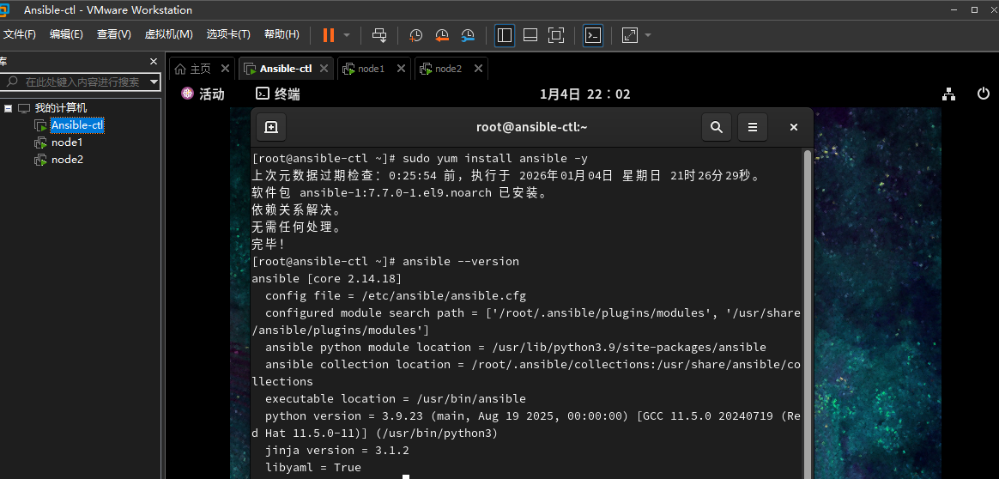 Ansible-ctl - VMware Workstation
文件(F) 编辑(E) 查看(V) 虚拟机(M) 选项卡(T) 帮助(H)
库
在此处键入内容进行搜索
我的计算机
Ansible-ctl
node1
node2
主页 Ansible-ctl node1 node2
活动 终端 1月4日 22：02
root@ansible-ctl:~
[root@ansible-ctl ~]# sudo yum install ansible -y
上次元数据过期检查：0:25:54 前，执行于 2026年01月04日 星期日 21时26分29秒。
软件包 ansible-1:7.7.0-1.el9.noarch 已安装。
依赖关系解决。
无需任何处理。
完毕！
[root@ansible-ctl ~]# ansible --version
ansible [core 2.14.18]
config file = /etc/ansible/ansible.cfg
configured module search path = ['/root/.ansible/plugins/modules', '/usr/share
/ansible/plugins/modules']
ansible python module location = /usr/lib/python3.9/site-packages/ansible
ansible collection location = /root/.ansible/collections:/usr/share/ansible/co
llections
executable location = /usr/bin/ansible
python version = 3.9.23 (main, Aug 19 2025, 00:00:00) [GCC 11.5.0 20240719 (Re
d Hat 11.5.0-11)] (/usr/bin/python3)
jinja version = 3.1.2
libyaml = True